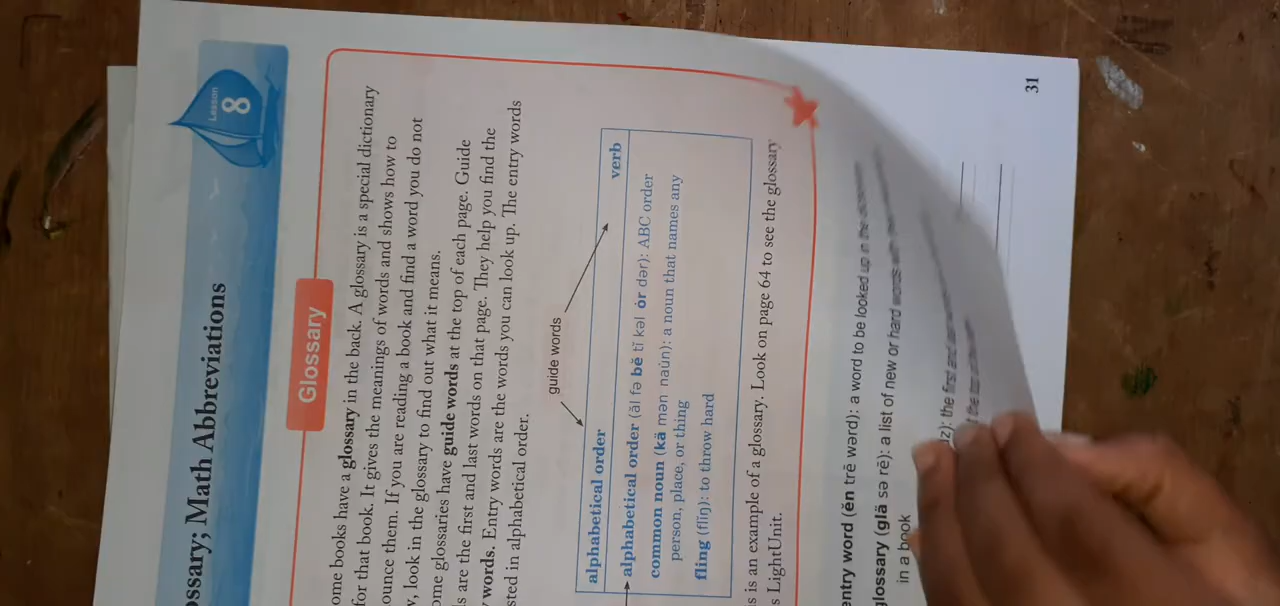 Lesson
8
ossary; Math Abbreviations
Glossary
ome books have a glossary in the back. A glossary is a special dictionary
for that book. It gives the meanings of words and shows how to
ounce them. If you are reading a book and find a word you do not
, look in the glossary to find out what it means.
ome glossaries have guide words at the top of each page. Guide
s are the first and last words on that page. They help you find the
words. Entry words are the words you can look up. The entry words
sted in alphabetical order.
guide words
alphabetical order verb
alphabetical order (ăl fə bĕ tĭ kəl ȯr dər): ABC order
common noun (kä mən nau̇n): a noun that names any
person, place, or thing
fling (fliŋ): to throw hard
s is an example of a glossary. Look on page 64 to see the glossary
s LightUnit.
entry word (ĕn trē wərd): a word to be looked up in the
glossary (glä sə rē): a list of new or hard words
in a book
the first and
31